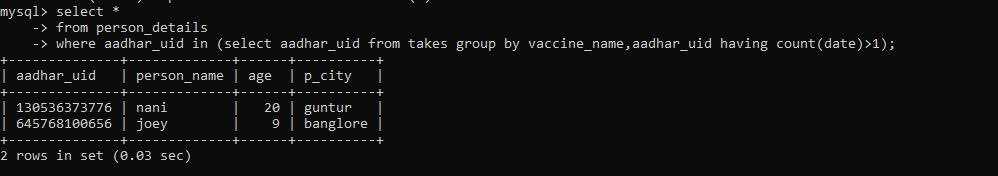 mysql> select *
    -> from person_details
    -> where aadhar_uid in (select aadhar_uid from takes group by vaccine_name,aadhar_uid having count(date)>1);
+--------------+-------------+------+----------+
| aadhar_uid   | person_name | age  | p_city   |
+--------------+-------------+------+----------+
| 130536373776 | nani        |   20 | guntur   |
| 645768100656 | joey        |    9 | banglore |
+--------------+-------------+------+----------+
2 rows in set (0.03 sec)